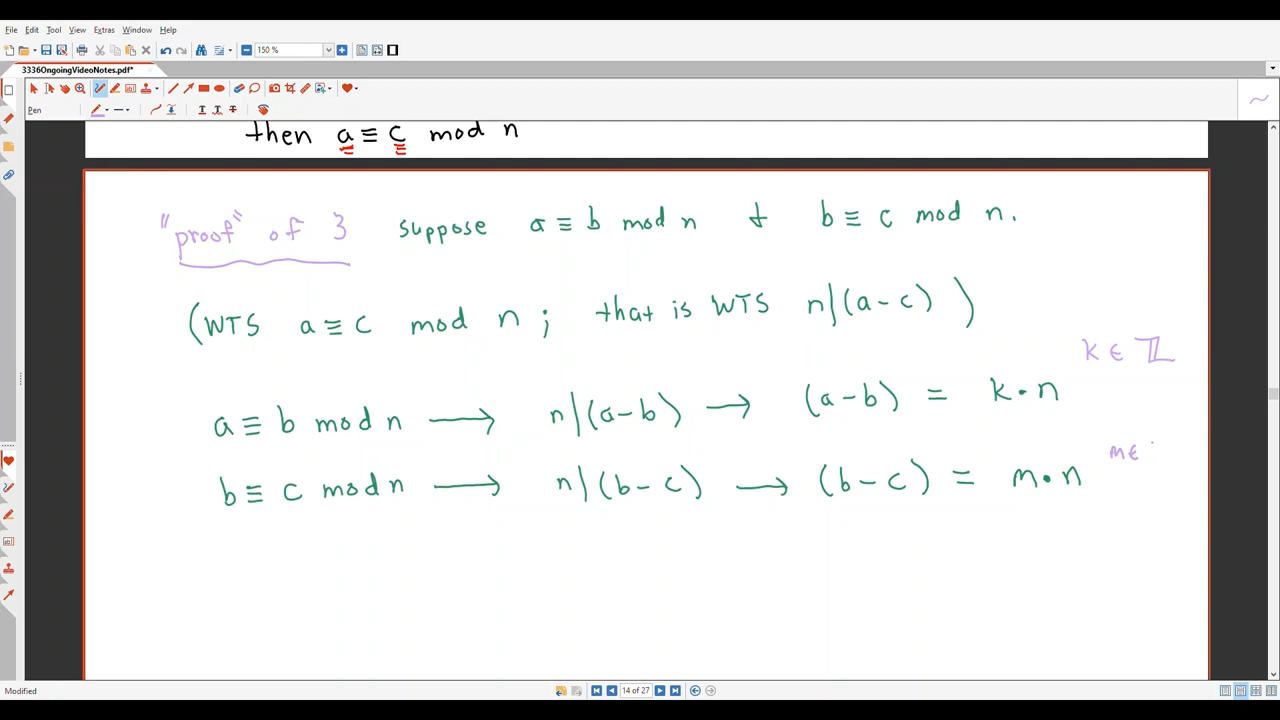 File Edit Tool View Extras Window Help
150 %
3336OngoingVideoNotes.pdf*
Pen
then a ≡ c mod n
"proof" of 3 suppose a ≡ b mod n & b ≡ c mod n.
(WTS a ≡ c mod n ; that is WTS n|(a-c) )
k ∈ ℤ
a ≡ b mod n ⟶ n|(a-b) ⟶ (a-b) = k·n
m ∈
b ≡ c mod n ⟶ n|(b-c) ⟶ (b-c) = m·n
Modified
14 of 27